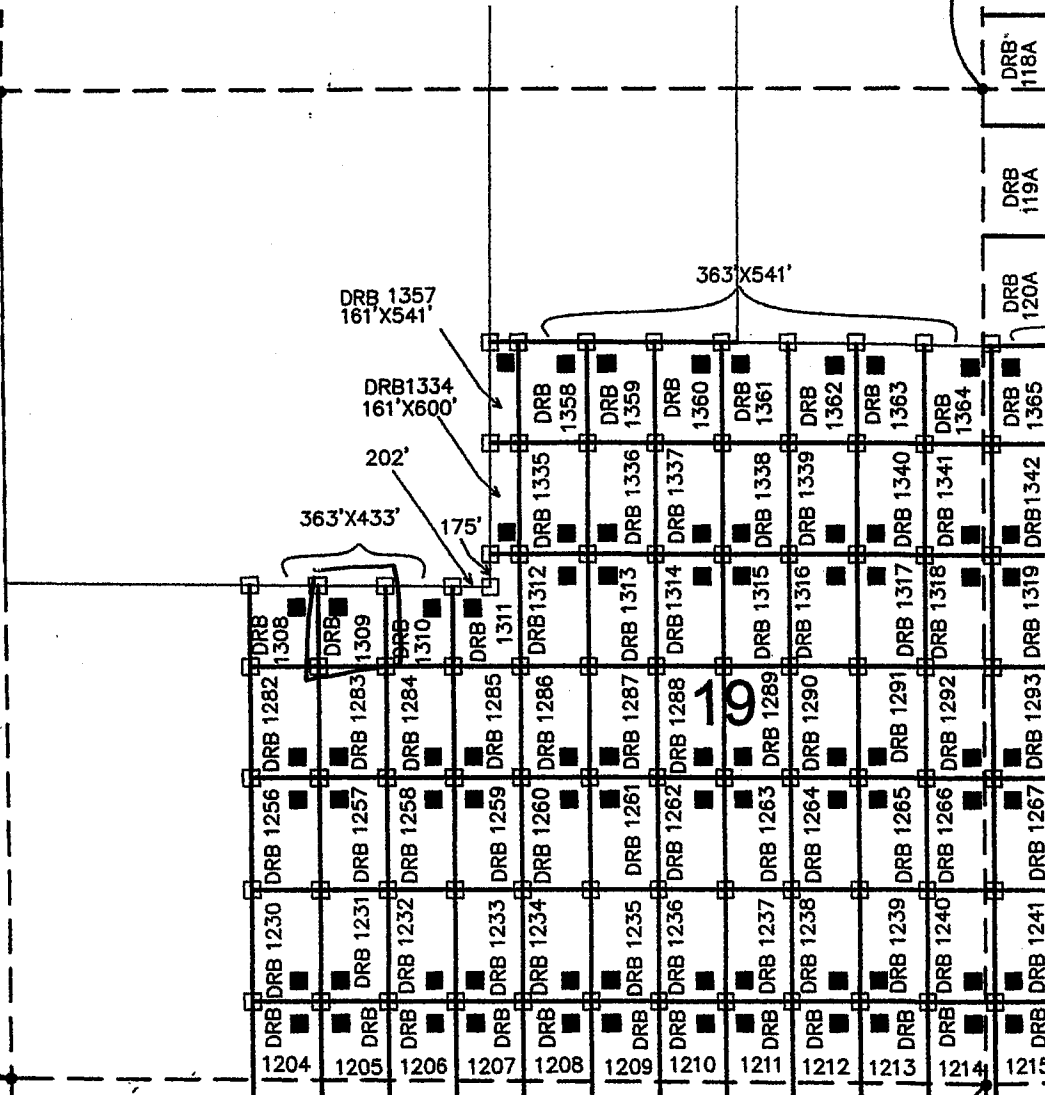 DRB
118A
DRB
119A
DRB
120A
363'X541'
DRB 1357
161'X541'
DRB1334
161'X600'
202'
363'X433'
175'
DRB
1358
DRB
1359
DRB
1360
DRB
1361
DRB
1362
DRB
1363
DRB
1364
DRB
1365
DRB 1335
DRB 1336
DRB 1337
DRB 1338
DRB 1339
DRB 1340
DRB 1341
DRB1342
DRB
1308
DRB
1309
DRB
1310
DRB
1311
DRB1312
DRB 1313
DRB 1314
DRB 1315
DRB 1316
DRB 1317
DRB 1318
DRB 1319
DRB 1282
DRB 1283
DRB 1284
DRB 1285
DRB 1286
DRB 1287
DRB 1288
19
DRB 1289
DRB 1290
DRB 1291
DRB 1292
DRB 1293
DRB 1256
DRB 1257
DRB 1258
DRB 1259
DRB 1260
DRB 1261
DRB 1262
DRB 1263
DRB 1264
DRB 1265
DRB 1266
DRB 1267
DRB 1230
DRB 1231
DRB 1232
DRB 1233
DRB 1234
DRB 1235
DRB 1236
DRB 1237
DRB 1238
DRB 1239
DRB 1240
DRB 1241
DRB
1204
DRB
1205
DRB
1206
DRB
1207
DRB
1208
DRB
1209
DRB
1210
DRB
1211
DRB
1212
DRB
1213
DRB
1214
DRB
1215